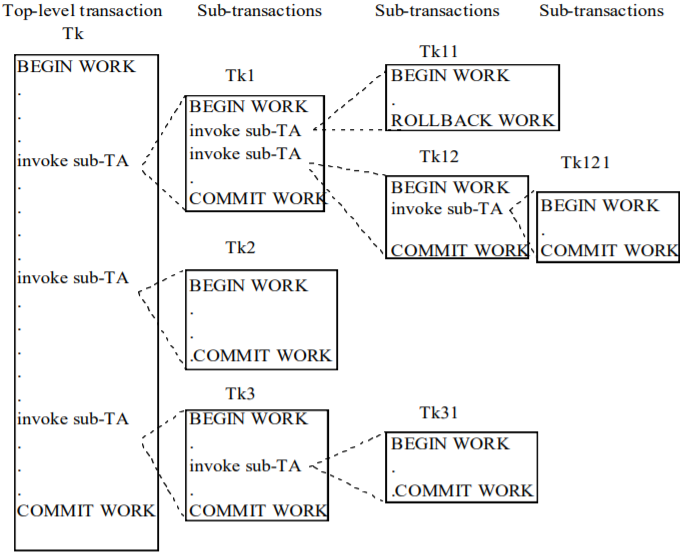 Top-level transaction Sub-transactions Sub-transactions Sub-transactions
Tk
BEGIN WORK
.
.
.
invoke sub-TA
.
.
.
.
invoke sub-TA
.
.
.
.
.
invoke sub-TA
.
.
.
COMMIT WORK
Tk1
BEGIN WORK
invoke sub-TA
invoke sub-TA
.
COMMIT WORK
Tk11
BEGIN WORK
.
ROLLBACK WORK
Tk12
BEGIN WORK
invoke sub-TA
COMMIT WORK
Tk121
BEGIN WORK
.
COMMIT WORK
Tk2
BEGIN WORK
.
.
.COMMIT WORK
Tk3
BEGIN WORK
.
invoke sub-TA
.
COMMIT WORK
Tk31
BEGIN WORK
.
.COMMIT WORK